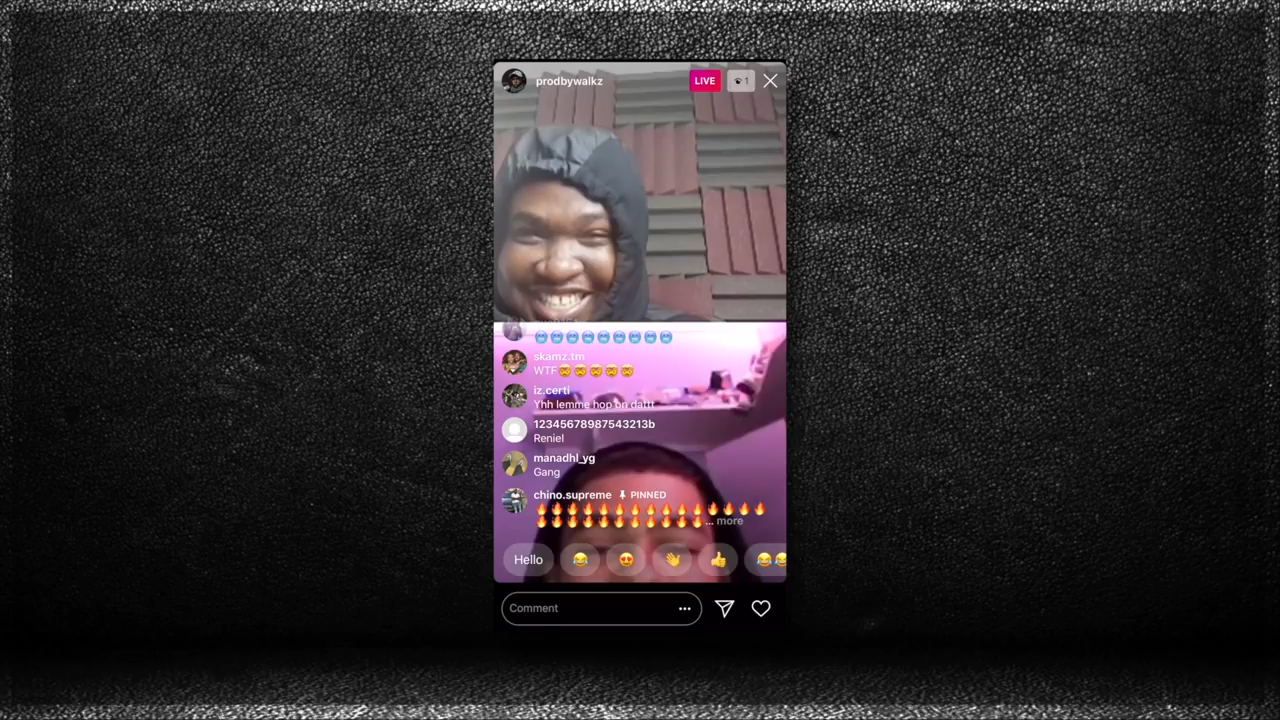 prodbywalkz
LIVE
1
🥶🥶🥶🥶🥶🥶🥶🥶🥶
skamz.tm
WTF🤯🤯🤯🤯🤯
iz.certi
Yhh lemme hop on dattt
12345678987543213b
Reniel
manadhl_yg
Gang
chino.supreme PINNED
🔥🔥🔥🔥🔥🔥🔥🔥🔥🔥🔥🔥🔥🔥🔥
🔥🔥🔥🔥🔥🔥🔥🔥🔥🔥🔥... more
Hello 😂 😍 👋 👍 😂😂
Comment